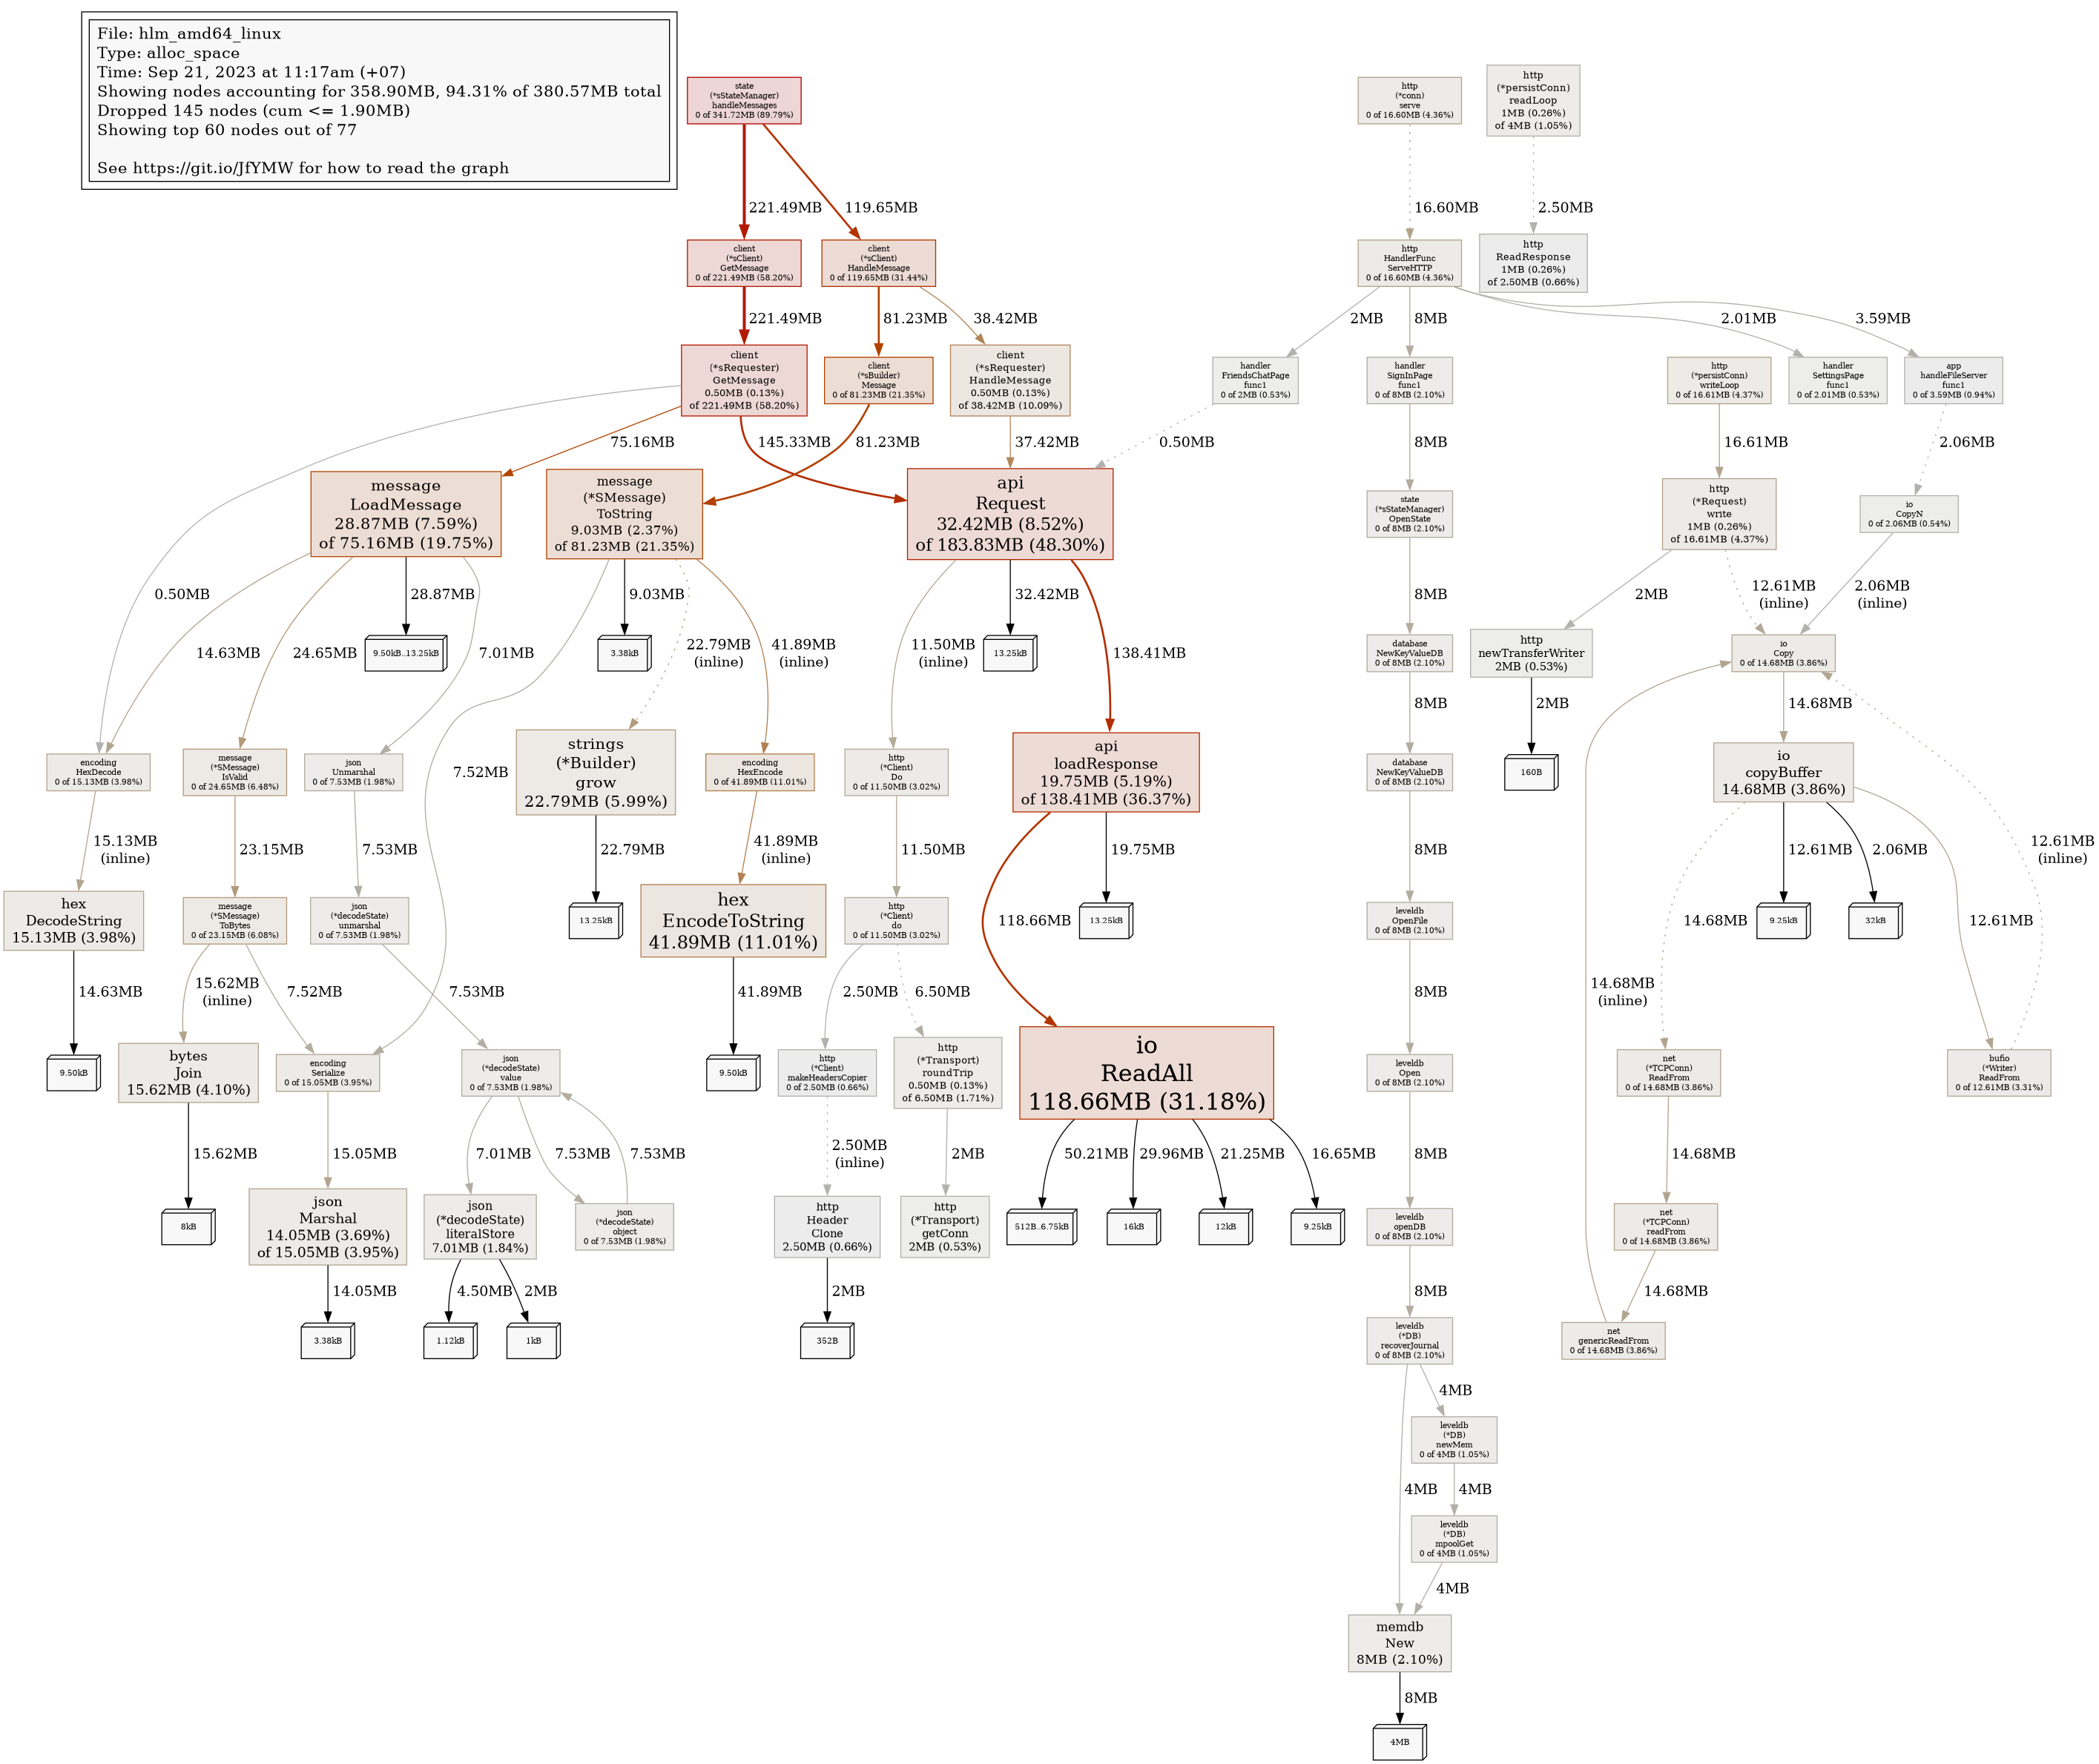 File: hlm_amd64_linux
Type: alloc_space
Time: Sep 21, 2023 at 11:17am (+07)
Showing nodes accounting for 358.90MB, 94.31% of 380.57MB total
Dropped 145 nodes (cum <= 1.90MB)
Showing top 60 nodes out of 77
See https://git.io/JfYMW for how to read the graph
state
(*sStateManager)
handleMessages
0 of 341.72MB (89.79%)
http
(*conn)
serve
0 of 16.60MB (4.36%)
http
(*persistConn)
readLoop
1MB (0.26%)
of 4MB (1.05%)
221.49MB
119.65MB
16.60MB
2.50MB
client
(*sClient)
GetMessage
0 of 221.49MB (58.20%)
client
(*sClient)
HandleMessage
0 of 119.65MB (31.44%)
http
HandlerFunc
ServeHTTP
0 of 16.60MB (4.36%)
http
ReadResponse
1MB (0.26%)
of 2.50MB (0.66%)
221.49MB
81.23MB
38.42MB
2MB
8MB
2.01MB
3.59MB
client
(*sRequester)
GetMessage
0.50MB (0.13%)
of 221.49MB (58.20%)
client
(*sBuilder)
Message
0 of 81.23MB (21.35%)
client
(*sRequester)
HandleMessage
0.50MB (0.13%)
of 38.42MB (10.09%)
handler
FriendsChatPage
func1
0 of 2MB (0.53%)
handler
SignInPage
func1
0 of 8MB (2.10%)
http
(*persistConn)
writeLoop
0 of 16.61MB (4.37%)
handler
SettingsPage
func1
0 of 2.01MB (0.53%)
app
handleFileServer
func1
0 of 3.59MB (0.94%)
75.16MB
145.33MB
81.23MB
37.42MB
0.50MB
8MB
16.61MB
2.06MB
message
LoadMessage
28.87MB (7.59%)
of 75.16MB (19.75%)
message
(*SMessage)
ToString
9.03MB (2.37%)
of 81.23MB (21.35%)
api
Request
32.42MB (8.52%)
of 183.83MB (48.30%)
state
(*sStateManager)
OpenState
0 of 8MB (2.10%)
http
(*Request)
write
1MB (0.26%)
of 16.61MB (4.37%)
io
CopyN
0 of 2.06MB (0.54%)
0.50MB
14.63MB
24.65MB
28.87MB
7.01MB
9.03MB
22.79MB
(inline)
41.89MB
(inline)
11.50MB
(inline)
32.42MB
138.41MB
8MB
2MB
12.61MB
(inline)
2.06MB
(inline)
9.50kB..13.25kB
3.38kB
13.25kB
database
NewKeyValueDB
0 of 8MB (2.10%)
http
newTransferWriter
2MB (0.53%)
io
Copy
0 of 14.68MB (3.86%)
7.52MB
8MB
2MB
14.68MB
encoding
HexDecode
0 of 15.13MB (3.98%)
message
(*SMessage)
IsValid
0 of 24.65MB (6.48%)
json
Unmarshal
0 of 7.53MB (1.98%)
strings
(*Builder)
grow
22.79MB (5.99%)
encoding
HexEncode
0 of 41.89MB (11.01%)
http
(*Client)
Do
0 of 11.50MB (3.02%)
api
loadResponse
19.75MB (5.19%)
of 138.41MB (36.37%)
database
NewKeyValueDB
0 of 8MB (2.10%)
160B
io
copyBuffer
14.68MB (3.86%)
15.13MB
(inline)
23.15MB
7.53MB
22.79MB
41.89MB
(inline)
11.50MB
118.66MB
19.75MB
8MB
14.68MB
12.61MB
2.06MB
12.61MB
12.61MB
(inline)
hex
DecodeString
15.13MB (3.98%)
message
(*SMessage)
ToBytes
0 of 23.15MB (6.08%)
json
(*decodeState)
unmarshal
0 of 7.53MB (1.98%)
13.25kB
hex
EncodeToString
41.89MB (11.01%)
http
(*Client)
do
0 of 11.50MB (3.02%)
13.25kB
leveldb
OpenFile
0 of 8MB (2.10%)
9.25kB
32kB
14.63MB
15.62MB
(inline)
7.52MB
7.53MB
41.89MB
2.50MB
6.50MB
8MB
14.68MB
(inline)
9.50kB
bytes
Join
15.62MB (4.10%)
encoding
Serialize
0 of 15.05MB (3.95%)
json
(*decodeState)
value
0 of 7.53MB (1.98%)
9.50kB
http
(*Client)
makeHeadersCopier
0 of 2.50MB (0.66%)
http
(*Transport)
roundTrip
0.50MB (0.13%)
of 6.50MB (1.71%)
io
ReadAll
118.66MB (31.18%)
leveldb
Open
0 of 8MB (2.10%)
net
(*TCPConn)
ReadFrom
0 of 14.68MB (3.86%)
bufio
(*Writer)
ReadFrom
0 of 12.61MB (3.31%)
15.62MB
15.05MB
7.01MB
7.53MB
7.53MB
2.50MB
(inline)
2MB
50.21MB
29.96MB
21.25MB
16.65MB
8MB
14.68MB
8kB
json
Marshal
14.05MB (3.69%)
of 15.05MB (3.95%)
json
(*decodeState)
literalStore
7.01MB (1.84%)
json
(*decodeState)
object
0 of 7.53MB (1.98%)
http
Header
Clone
2.50MB (0.66%)
http
(*Transport)
getConn
2MB (0.53%)
512B..6.75kB
16kB
12kB
9.25kB
leveldb
openDB
0 of 8MB (2.10%)
net
(*TCPConn)
readFrom
0 of 14.68MB (3.86%)
14.05MB
4.50MB
2MB
2MB
8MB
14.68MB
3.38kB
1.12kB
1kB
352B
leveldb
(*DB)
recoverJournal
0 of 8MB (2.10%)
net
genericReadFrom
0 of 14.68MB (3.86%)
4MB
leveldb
(*DB)
newMem
0 of 4MB (1.05%)
4MB
4MB
leveldb
(*DB)
mpoolGet
0 of 4MB (1.05%)
4MB
memdb
New
8MB (2.10%)
8MB
4MB